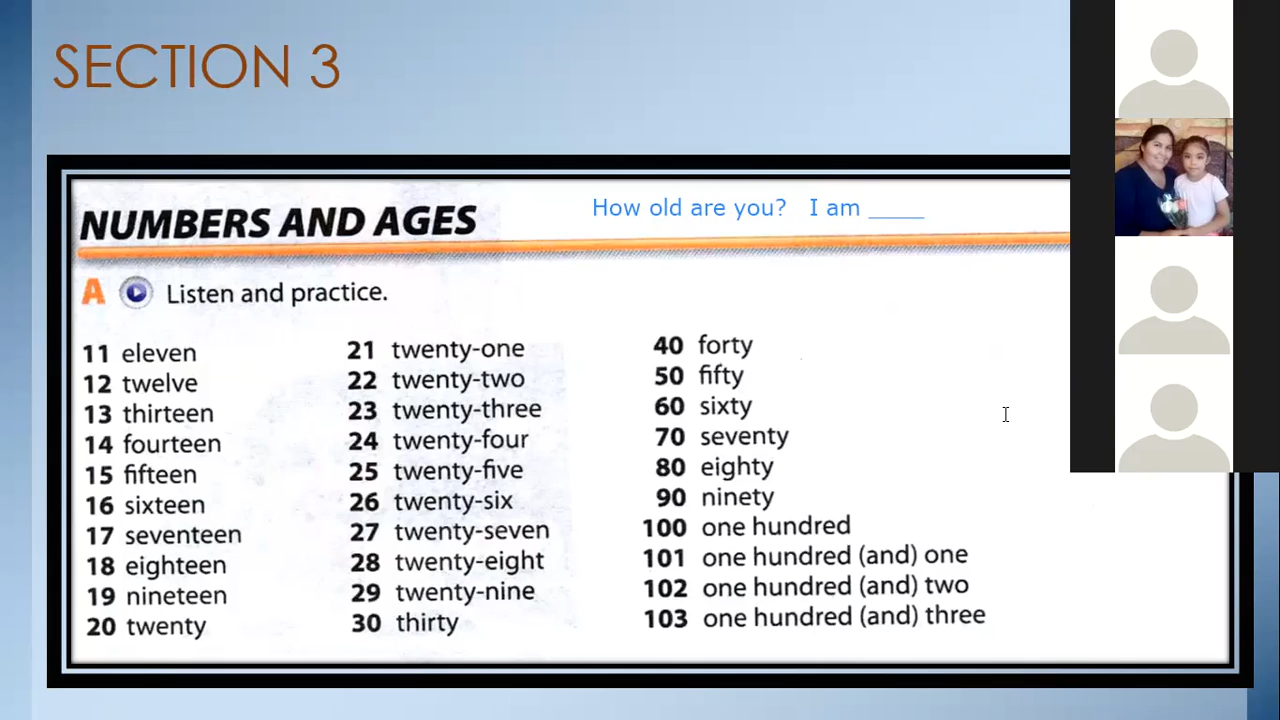 SECTION 3
NUMBERS AND AGES
How old are you? I am _____
A Listen and practice.
11 eleven
12 twelve
13 thirteen
14 fourteen
15 fifteen
16 sixteen
17 seventeen
18 eighteen
19 nineteen
20 twenty
21 twenty-one
22 twenty-two
23 twenty-three
24 twenty-four
25 twenty-five
26 twenty-six
27 twenty-seven
28 twenty-eight
29 twenty-nine
30 thirty
40 forty
50 fifty
60 sixty
70 seventy
80 eighty
90 ninety
100 one hundred
101 one hundred (and) one
102 one hundred (and) two
103 one hundred (and) three